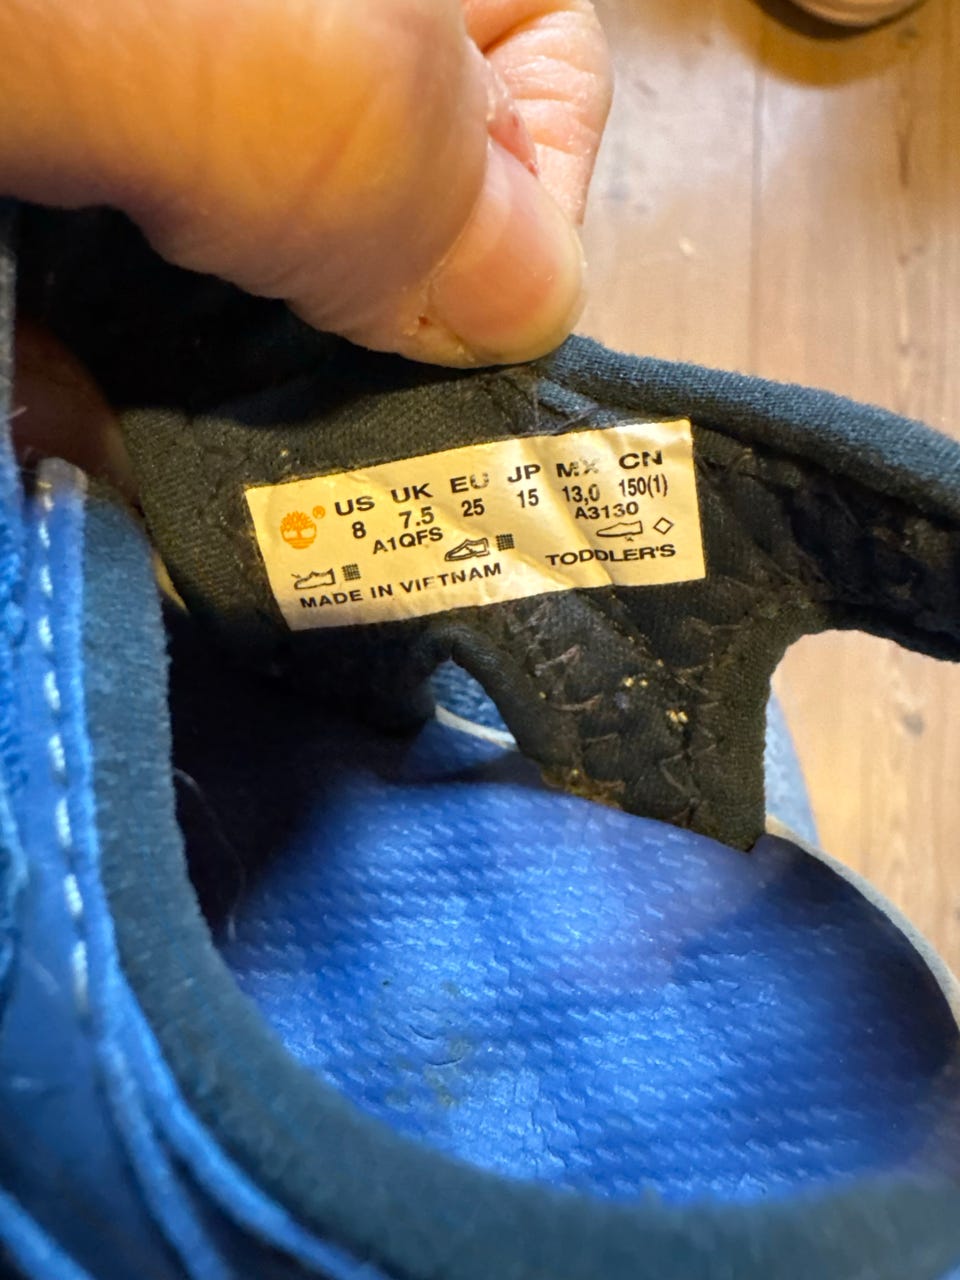 ® US UK EU JP MX CN
8 7.5 25 15 13,0 150(1)
A1QFS A3130
TODDLER'S
MADE IN VIETNAM